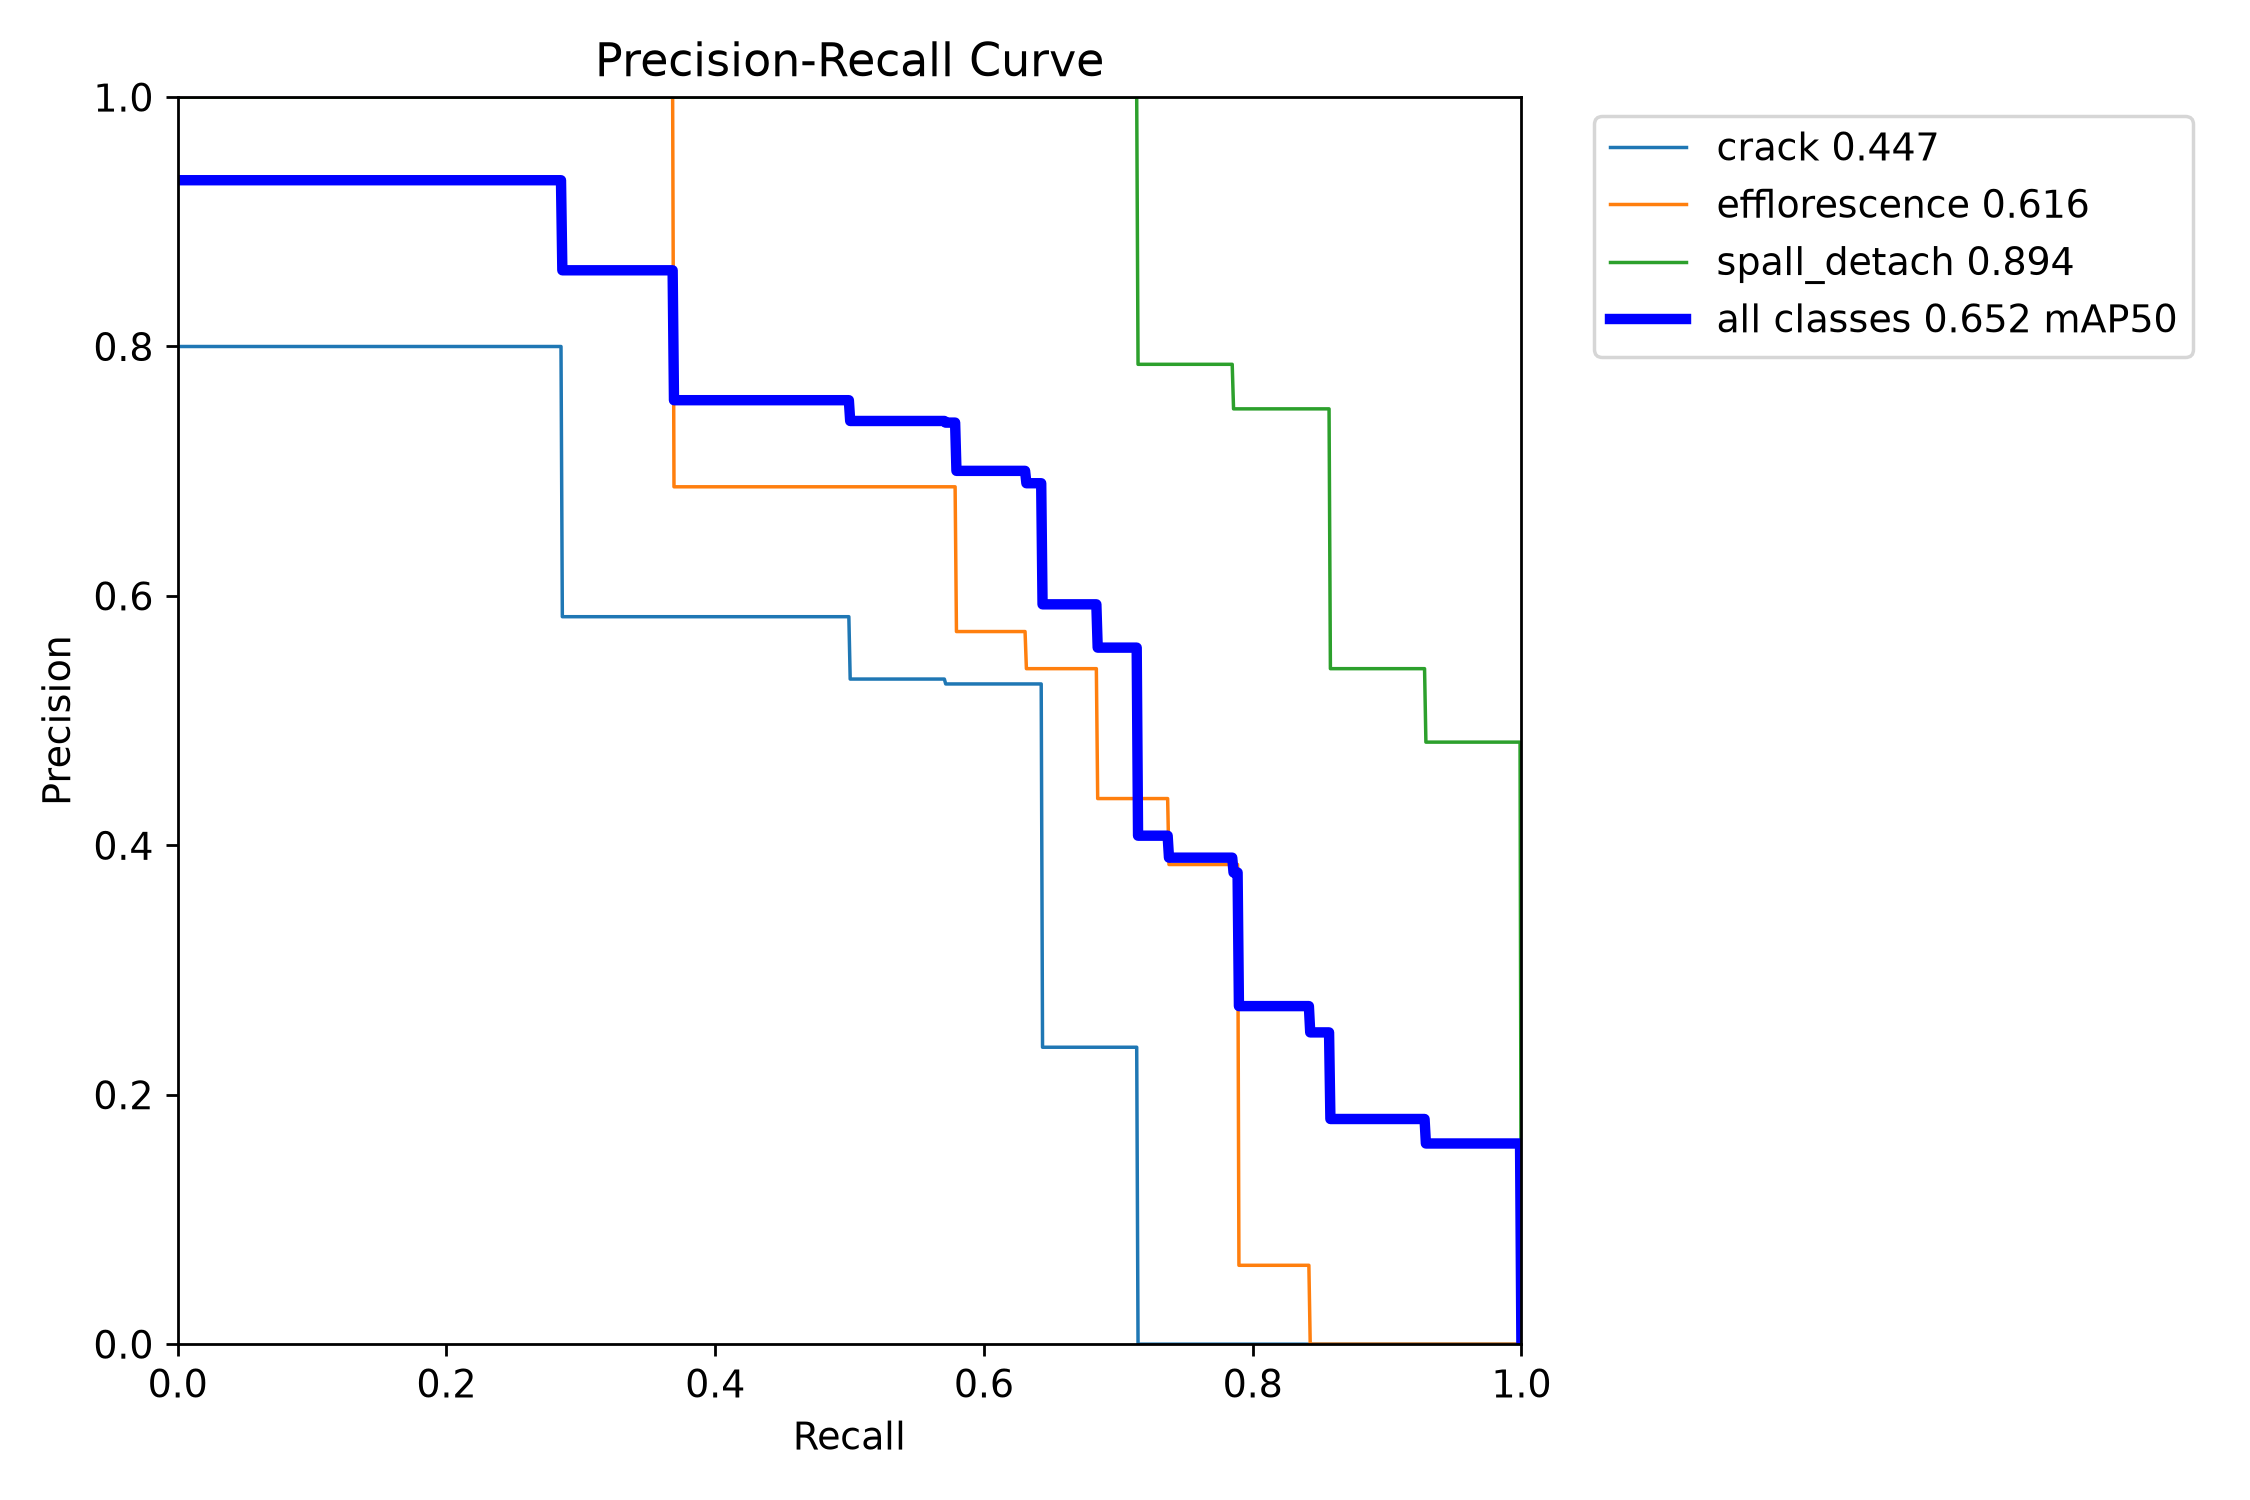 Precision-Recall Curve
1.0
0.8
0.6
0.4
0.2
0.0
Precision
0.0 0.2 0.4 0.6 0.8 1.0
Recall
crack 0.447
efflorescence 0.616
spall_detach 0.894
all classes 0.652 mAP50